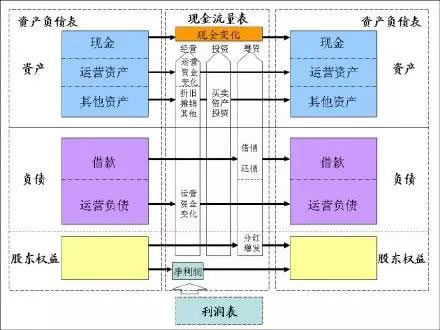 资产负债表
现金流量表
资产负债表
现金
现金变化
现金
经营
投资
筹资
资产
运营资产
运营
资金
变化
运营资产
资产
其他资产
折旧
摊销
其他
买卖
资产
投资
其他资产
负债
借款
借债
还债
借款
负债
运营负债
运营
资金
变化
运营负债
股东权益
分红
增发
股东权益
净利润
利润表